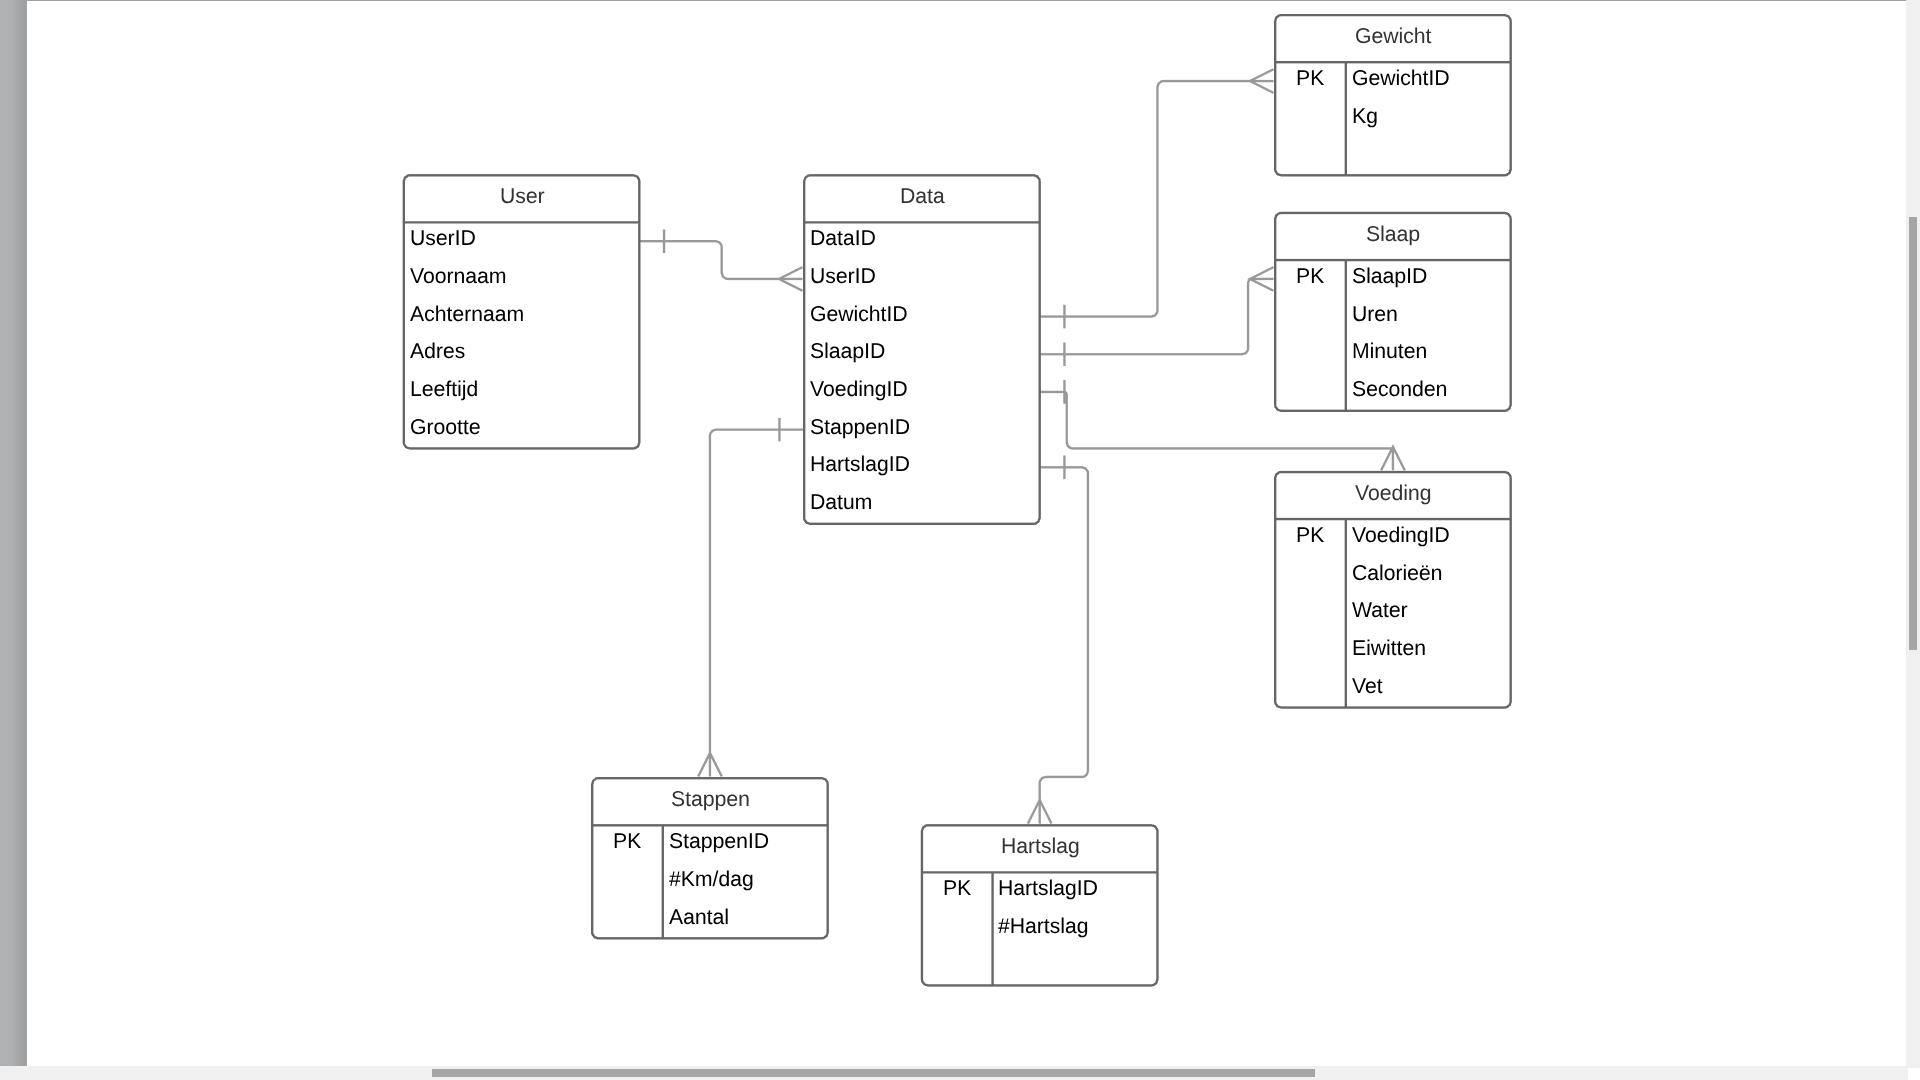 Gewicht
PK GewichtID
Kg
User
UserID
Voornaam
Achternaam
Adres
Leeftijd
Grootte
Data
DataID
UserID
GewichtID
SlaapID
VoedingID
StappenID
HartslagID
Datum
Slaap
PK SlaapID
Uren
Minuten
Seconden
Voeding
PK VoedingID
Calorieën
Water
Eiwitten
Vet
Stappen
PK StappenID
#Km/dag
Aantal
Hartslag
PK HartslagID
#Hartslag